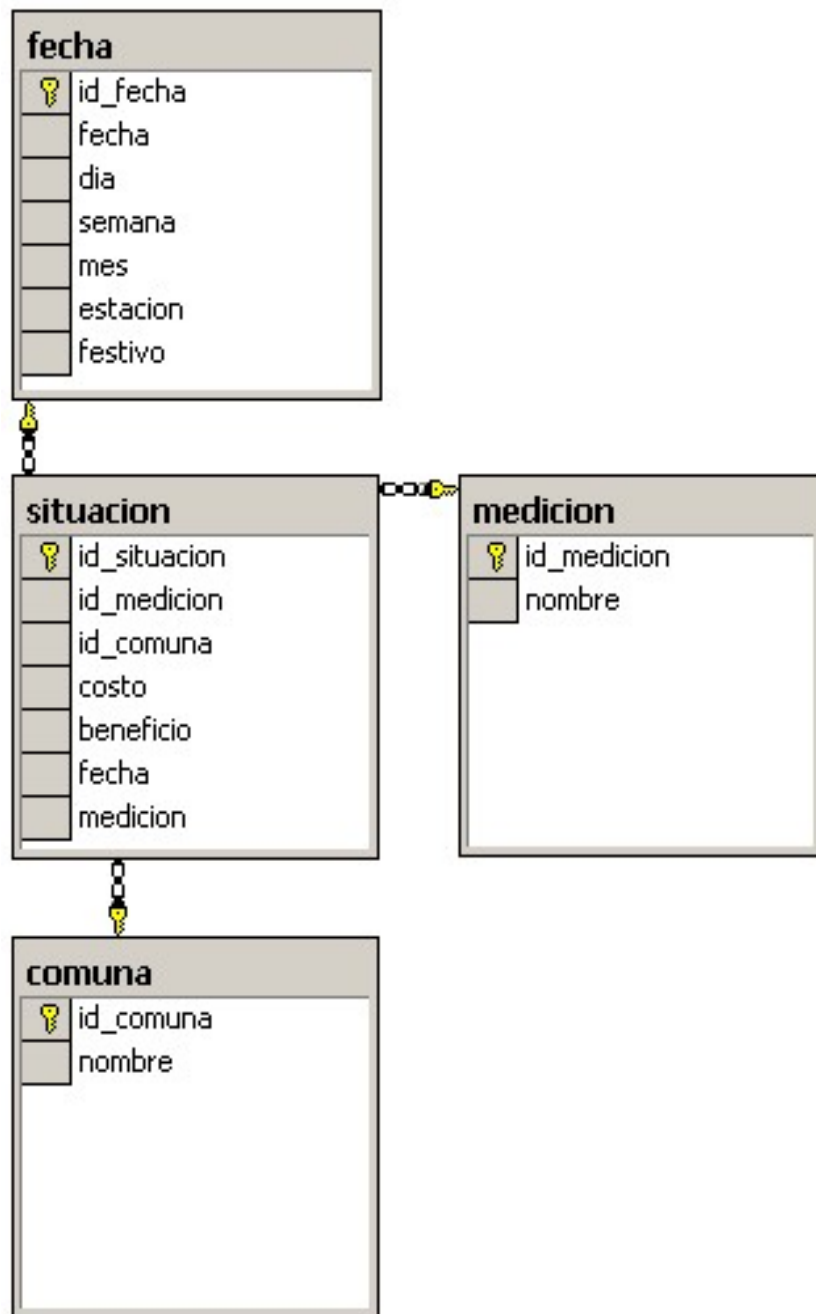 fecha
id_fecha
fecha
dia
semana
mes
estacion
festivo
situacion
id_situacion
id_medicion
id_comuna
costo
beneficio
fecha
medicion
medicion
id_medicion
nombre
comuna
id_comuna
nombre